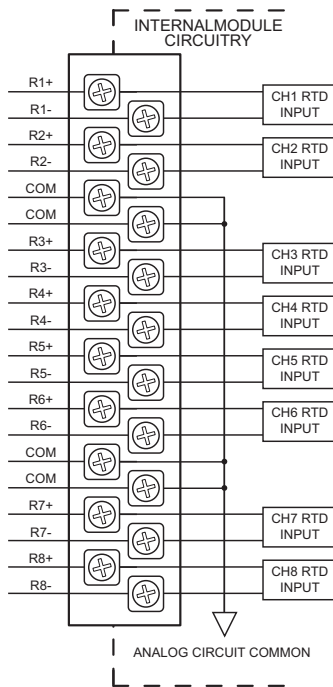 INTERNALMODULE
CIRCUITRY
R1+
R1-
CH1 RTD
INPUT
R2+
R2-
CH2 RTD
INPUT
COM
COM
R3+
R3-
CH3 RTD
INPUT
R4+
R4-
CH4 RTD
INPUT
R5+
R5-
CH5 RTD
INPUT
R6+
R6-
CH6 RTD
INPUT
COM
COM
R7+
R7-
CH7 RTD
INPUT
R8+
R8-
CH8 RTD
INPUT
ANALOG CIRCUIT COMMON